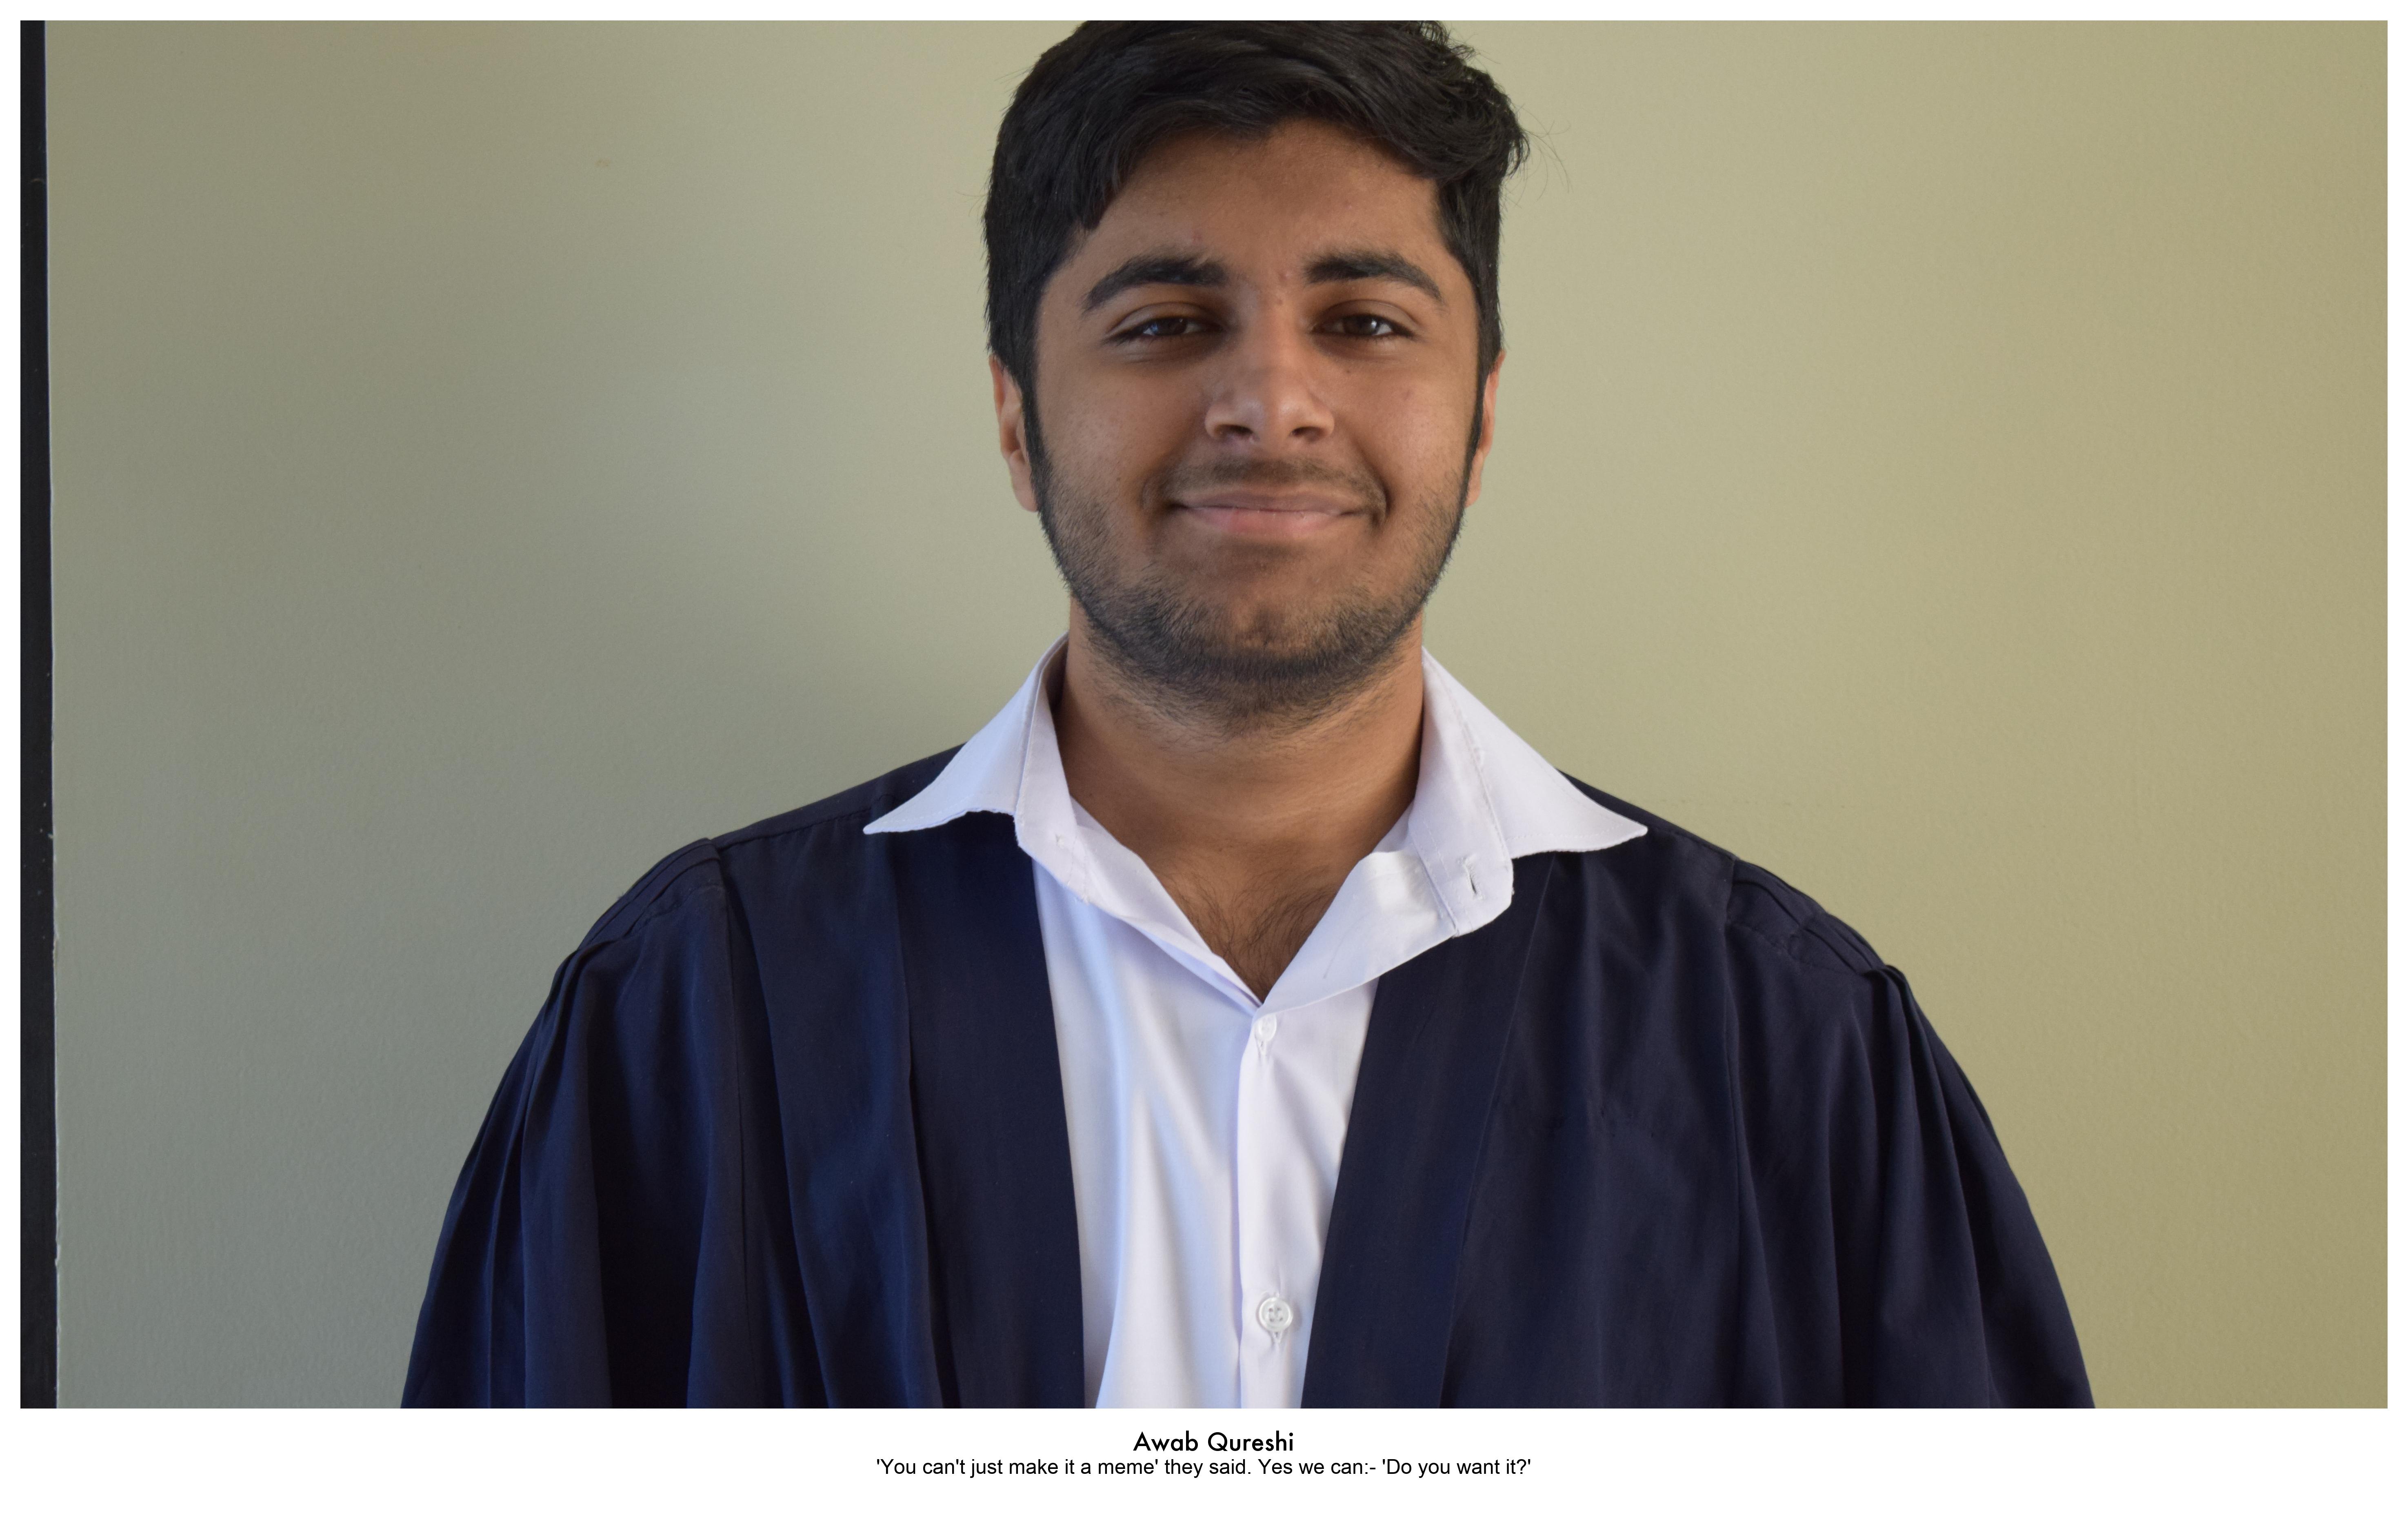 Awab Qureshi
'You can't just make it a meme' they said. Yes we can:- 'Do you want it?'